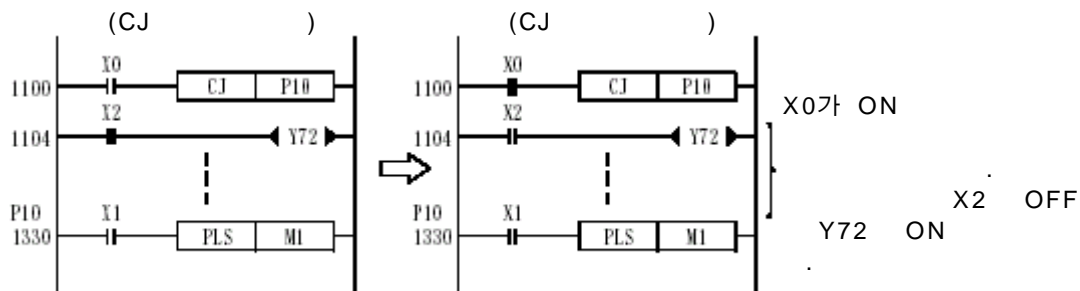 (CJ )
X0
1100 CJ P10
X2
1104 Y72
P10 X1
1330 PLS M1
(CJ )
X0
1100 CJ P10
X2
1104 Y72
P10 X1
1330 PLS M1
X0가 ON
.
X2 OFF
Y72 ON
.